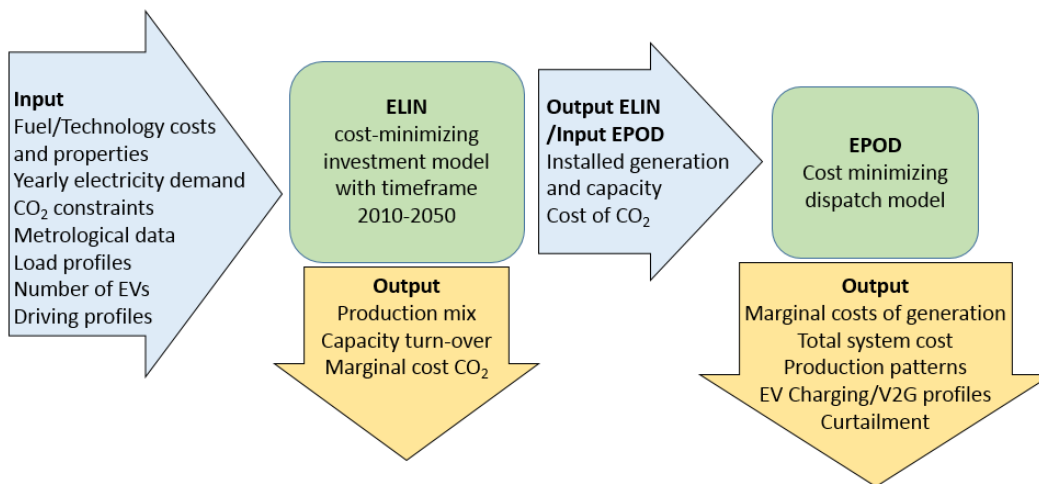 Input
Fuel/Technology costs
and properties
Yearly electricity demand
CO₂ constraints
Metrological data
Load profiles
Number of EVs
Driving profiles
ELIN
cost-minimizing
investment model
with timeframe
2010-2050
Output
Production mix
Capacity turn-over
Marginal cost CO₂
Output ELIN
/Input EPOD
Installed generation
and capacity
Cost of CO₂
EPOD
Cost minimizing
dispatch model
Output
Marginal costs of generation
Total system cost
Production patterns
EV Charging/V2G profiles
Curtailment